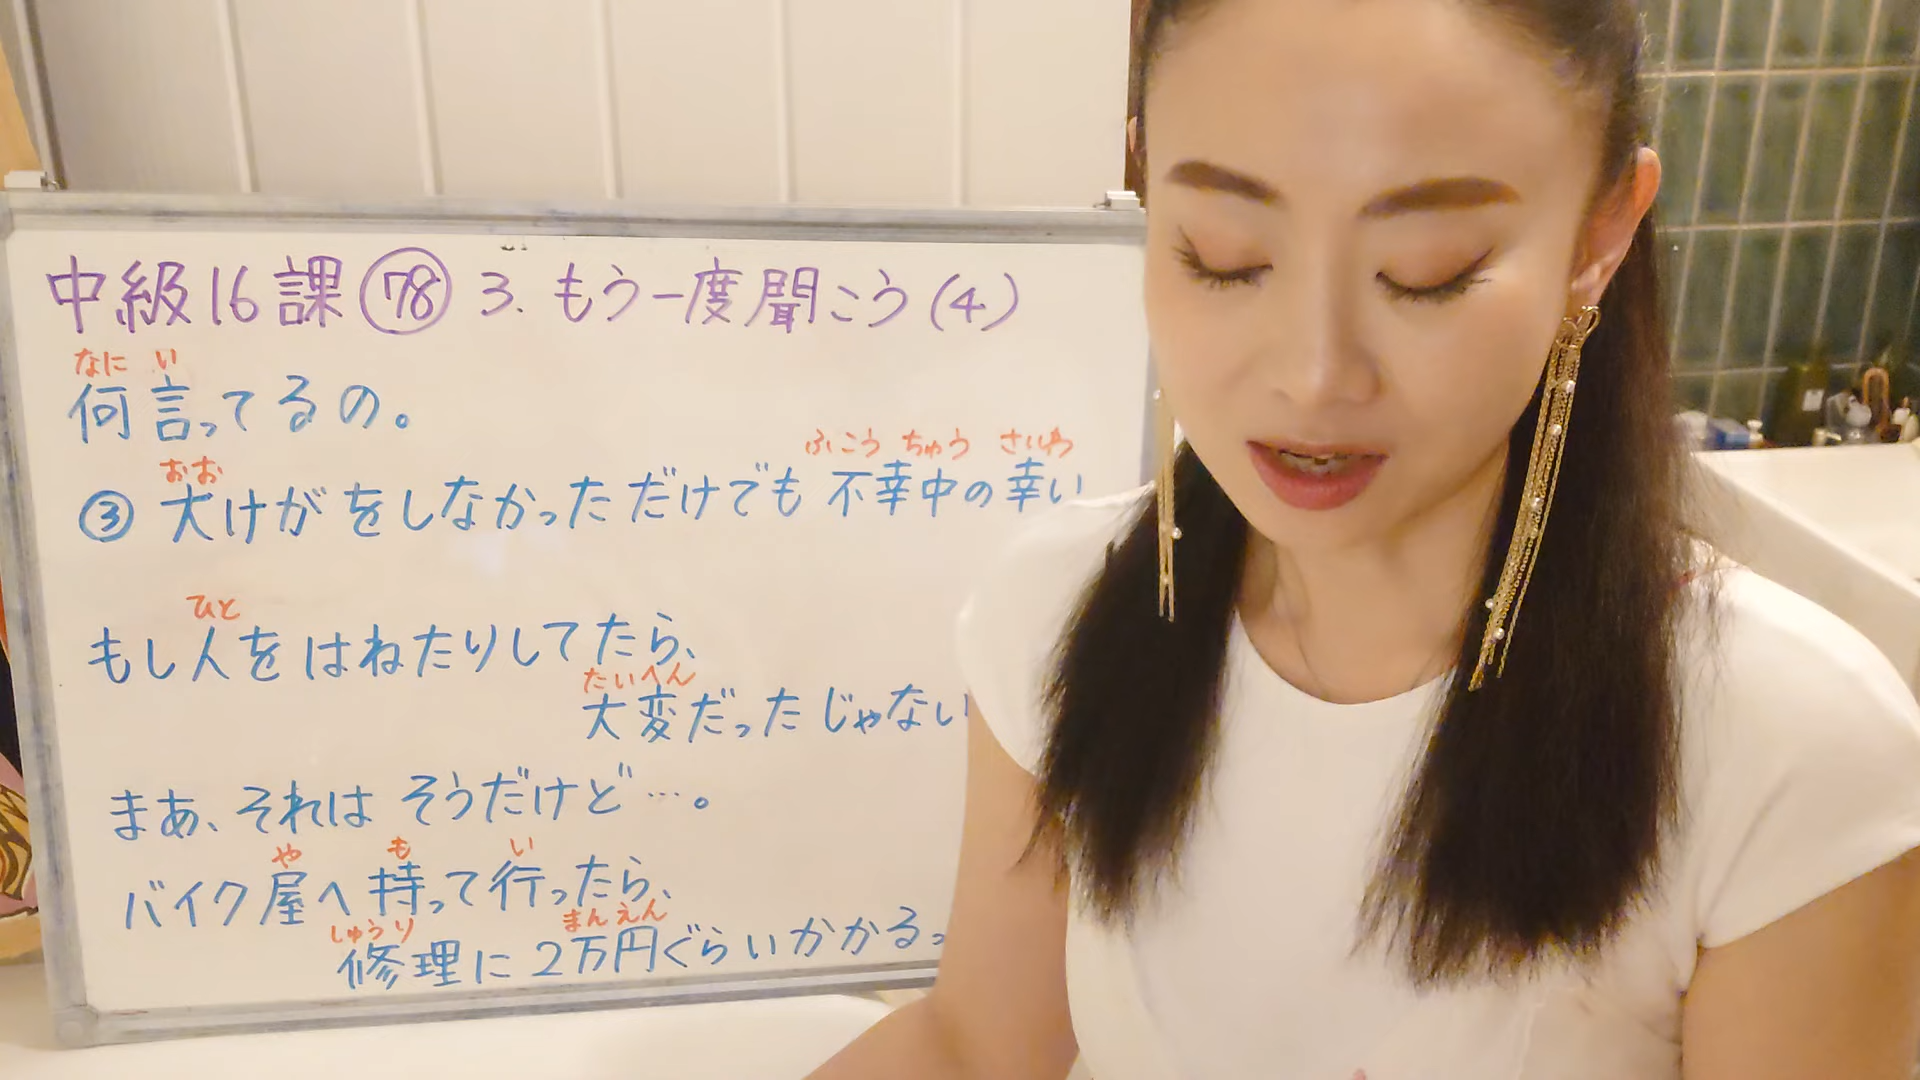 中級16課 ㊆ 3. もう一度聞こう(4)
なに い
何言ってるの。
おお ふこう ちゅう さいわ
③ 大けがをしなかっただけでも不幸中の幸い
ひと
もし人をはねたりしてたら、
たいへん
大変だったじゃない
まあ、それはそうだけど…。
や も い
バイク屋へ持って行ったら、
しゅうり まんえん
修理に2万円ぐらいかかるっ